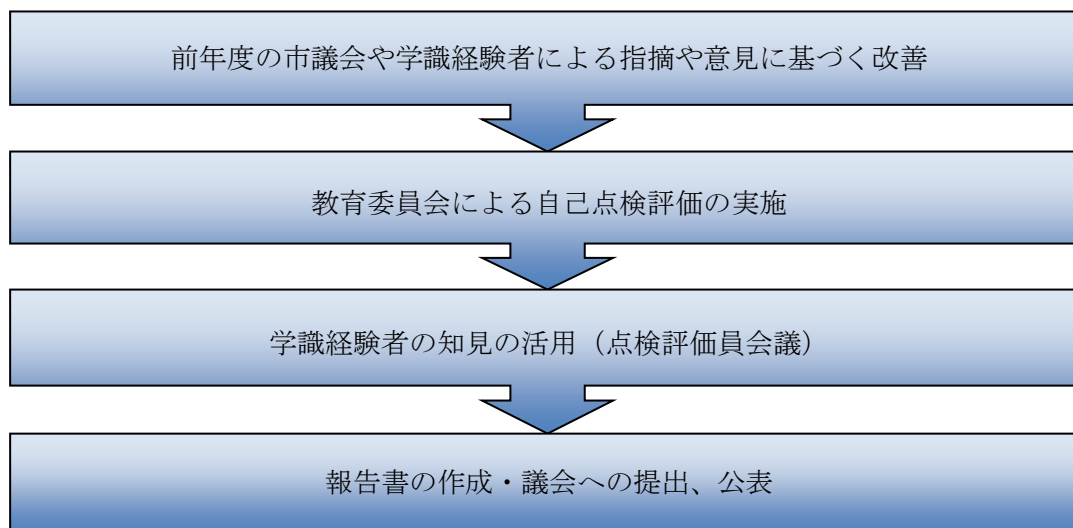 前年度の市議会や学識経験者による指摘や意見に基づく改善
教育委員会による自己点検評価の実施
学識経験者の知見の活用（点検評価員会議）
報告書の作成・議会への提出、公表